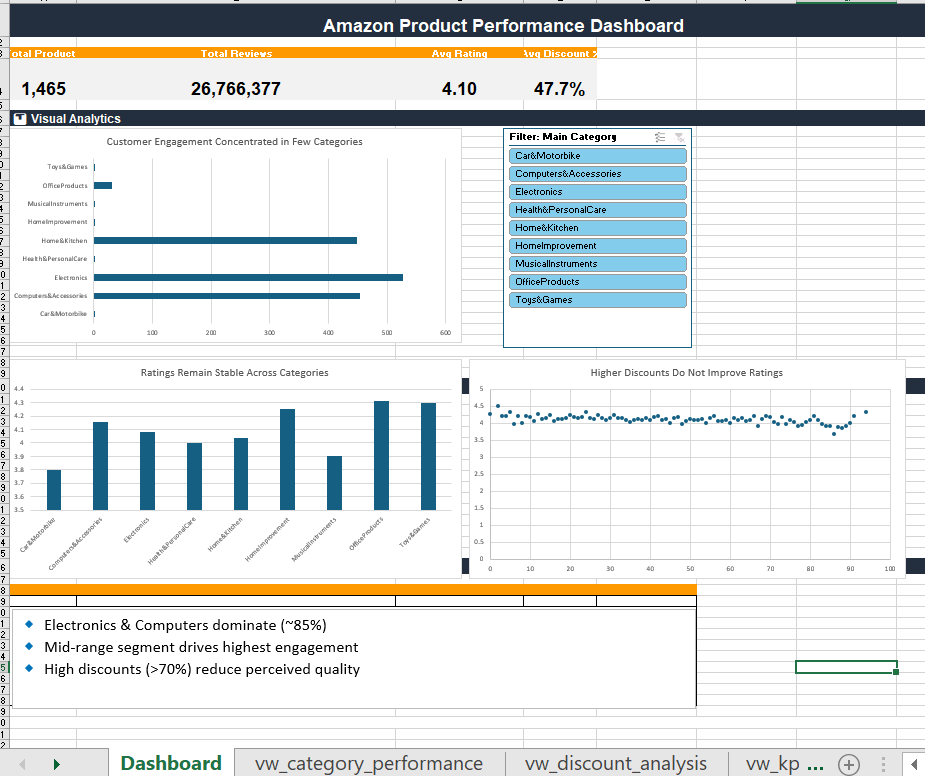 Amazon Product Performance Dashboard
otal Product Total Reviews Avg Rating Avg Discount
1,465 26,766,377 4.10 47.7%
Visual Analytics
Customer Engagement Concentrated in Few Categories
Toys&Games
OfficeProducts
MusicalInstruments
HomeImprovement
Home&Kitchen
Health&PersonalCare
Electronics
Computers&Accessories
Car&Motorbike
0 100 200 300 400 500 600
Filter: Main Category
Car&Motorbike
Computers&Accessories
Electronics
Health&PersonalCare
Home&Kitchen
HomeImprovement
MusicalInstruments
OfficeProducts
Toys&Games
Ratings Remain Stable Across Categories
4.4
4.3
4.2
4.1
4
3.9
3.8
3.7
3.6
3.5
Car&Motorbike Computers&Accessories Electronics Health&PersonalCare Home&Kitchen HomeImprovement MusicalInstruments OfficeProducts Toys&Games
Higher Discounts Do Not Improve Ratings
5
4.5
4
3.5
3
2.5
2
1.5
1
0.5
0
0 10 20 30 40 50 60 70 80 90 100
Electronics & Computers dominate (~85%)
Mid-range segment drives highest engagement
High discounts (>70%) reduce perceived quality
Dashboard vw_category_performance vw_discount_analysis vw_kp ...